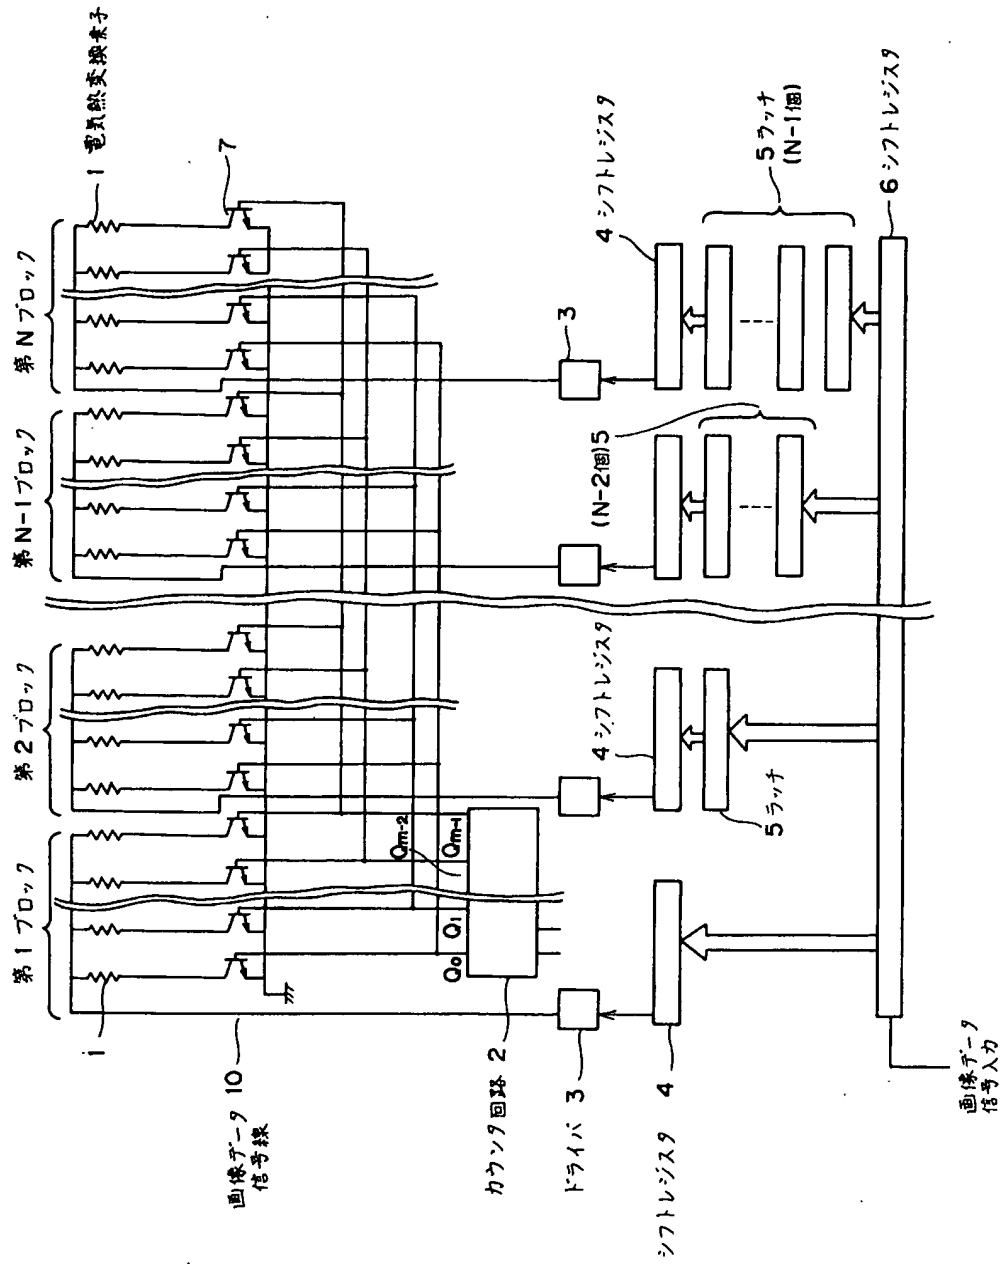 第1ブロック
第2ブロック
第N-1ブロック
第Nブロック
1 電気熱変換素子
1
7
画像データ
信号線
10
Q0
Q1
Qm-2
Qm-1
カウンタ回路 2
ドライバ 3
3
3
3
シフトレジスタ 4
4 シフトレジスタ
4 シフトレジスタ
5 ラッチ
(N-2個) 5
5 ラッチ
(N-1個)
6 シフトレジスタ
画像データ
信号入力